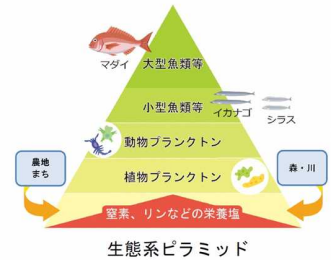 マダイ
大型魚類等
小型魚類等
イカナゴ
シラス
動物プランクトン
農地
まち
植物プランクトン
森・川
窒素、リンなどの栄養塩
生態系ピラミッド